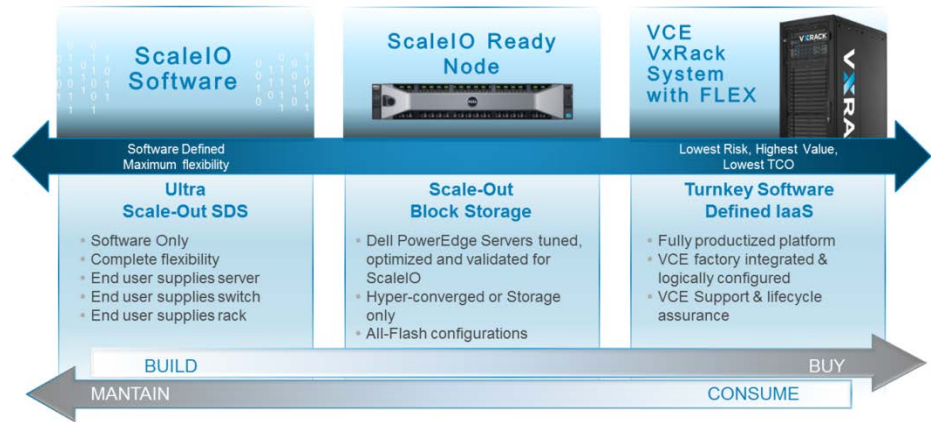 ScaleIO
Software
ScaleIO Ready
Node
VCE
VxRack
System
with FLEX
VXRACK
VXRA
Software Defined
Maximum flexibility
Lowest Risk, Highest Value,
Lowest TCO
Ultra
Scale-Out SDS
Software Only
Complete flexibility
End user supplies server
End user supplies switch
End user supplies rack
Scale-Out
Block Storage
Dell PowerEdge Servers tuned,
optimized and validated for
ScaleIO
Hyper-converged or Storage
only
All-Flash configurations
Turnkey Software
Defined IaaS
Fully productized platform
VCE factory integrated &
logically configured
VCE Support & lifecycle
assurance
BUILD
BUY
MANTAIN
CONSUME